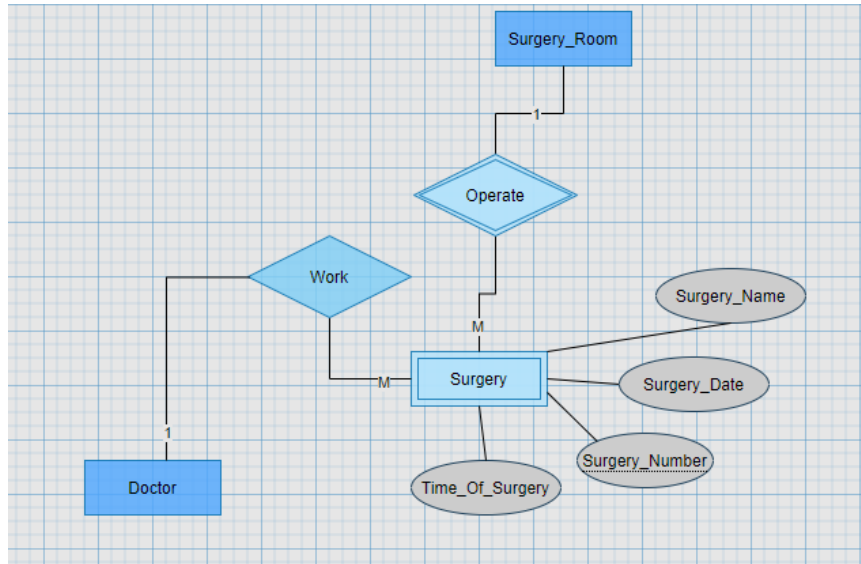 Surgery_Room
1
Operate
Work
Surgery_Name
M
Surgery
M
Surgery_Date
1
Surgery_Number
Doctor
Time_Of_Surgery